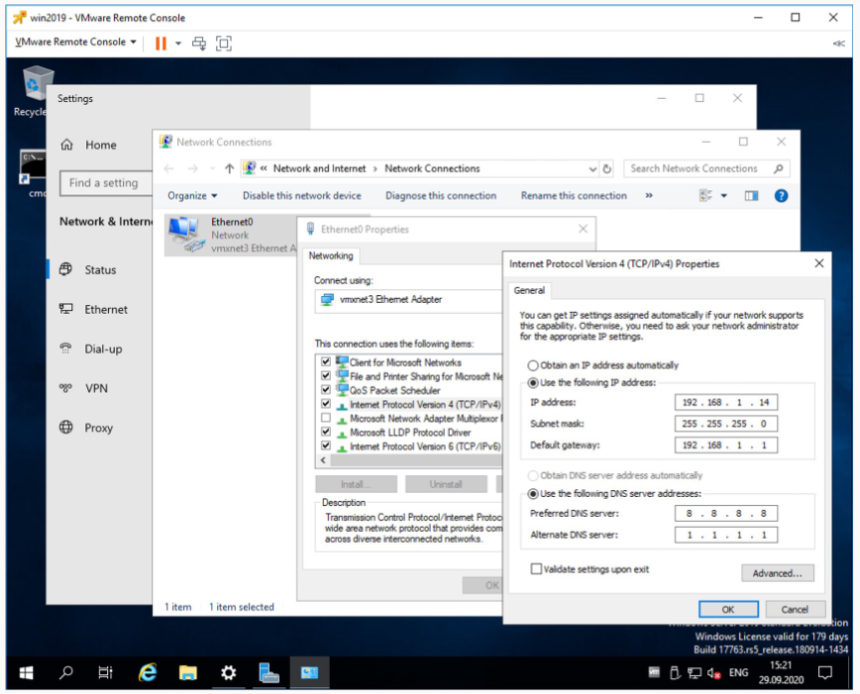 win2019 - VMware Remote Console
VMware Remote Console
Recycle
Settings
Home
Find a setting
cmd
Network & Intern
Status
Ethernet
Dial-up
VPN
Proxy
Network Connections
« Network and Internet › Network Connections
Search Network Connections
Organize
Disable this network device
Diagnose this connection
Rename this connection
»
Ethernet0
Network
vmxnet3 Ethernet A
1 item
1 item selected
Ethernet0 Properties
Networking
Connect using:
vmxnet3 Ethernet Adapter
This connection uses the following items:
Client for Microsoft Networks
File and Printer Sharing for Microsoft Ne
QoS Packet Scheduler
Internet Protocol Version 4 (TCP/IPv4)
Microsoft Network Adapter Multiplexor
Microsoft LLDP Protocol Driver
Internet Protocol Version 6 (TCP/IPv6)
Install...
Uninstall
Description
Transmission Control Protocol/Internet Protoc
wide area network protocol that provides com
across diverse interconnected networks.
OK
Internet Protocol Version 4 (TCP/IPv4) Properties
General
You can get IP settings assigned automatically if your network supports
this capability. Otherwise, you need to ask your network administrator
for the appropriate IP settings.
Obtain an IP address automatically
Use the following IP address:
IP address: 192 . 168 . 1 . 14
Subnet mask: 255 . 255 . 255 . 0
Default gateway: 192 . 168 . 1 . 1
Obtain DNS server address automatically
Use the following DNS server addresses:
Preferred DNS server: 8 . 8 . 8 . 8
Alternate DNS server: 1 . 1 . 1 . 1
Validate settings upon exit
Advanced...
OK
Cancel
Windows License valid for 179 days
Build 17763.rs5_release.180914-1434
ENG
15:21
29.09.2020